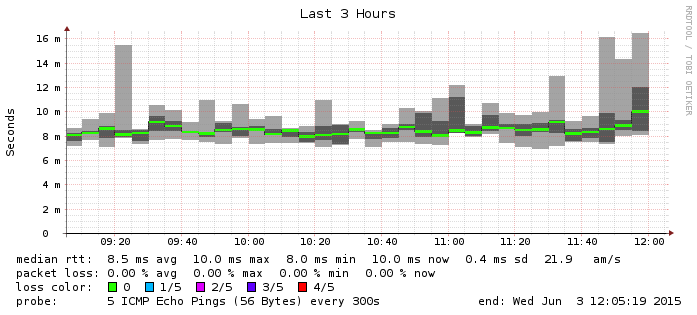 Last 3 Hours
RRDTOOL / TOBI OETIKER
Seconds
16 m
14 m
12 m
10 m
8 m
6 m
4 m
2 m
0
09:20 09:40 10:00 10:20 10:40 11:00 11:20 11:40 12:00
median rtt: 8.5 ms avg 10.0 ms max 8.0 ms min 10.0 ms now 0.4 ms sd 21.9 am/s
packet loss: 0.00 % avg 0.00 % max 0.00 % min 0.00 % now
loss color: 0 1/5 2/5 3/5 4/5
probe: 5 ICMP Echo Pings (56 Bytes) every 300s end: Wed Jun 3 12:05:19 2015